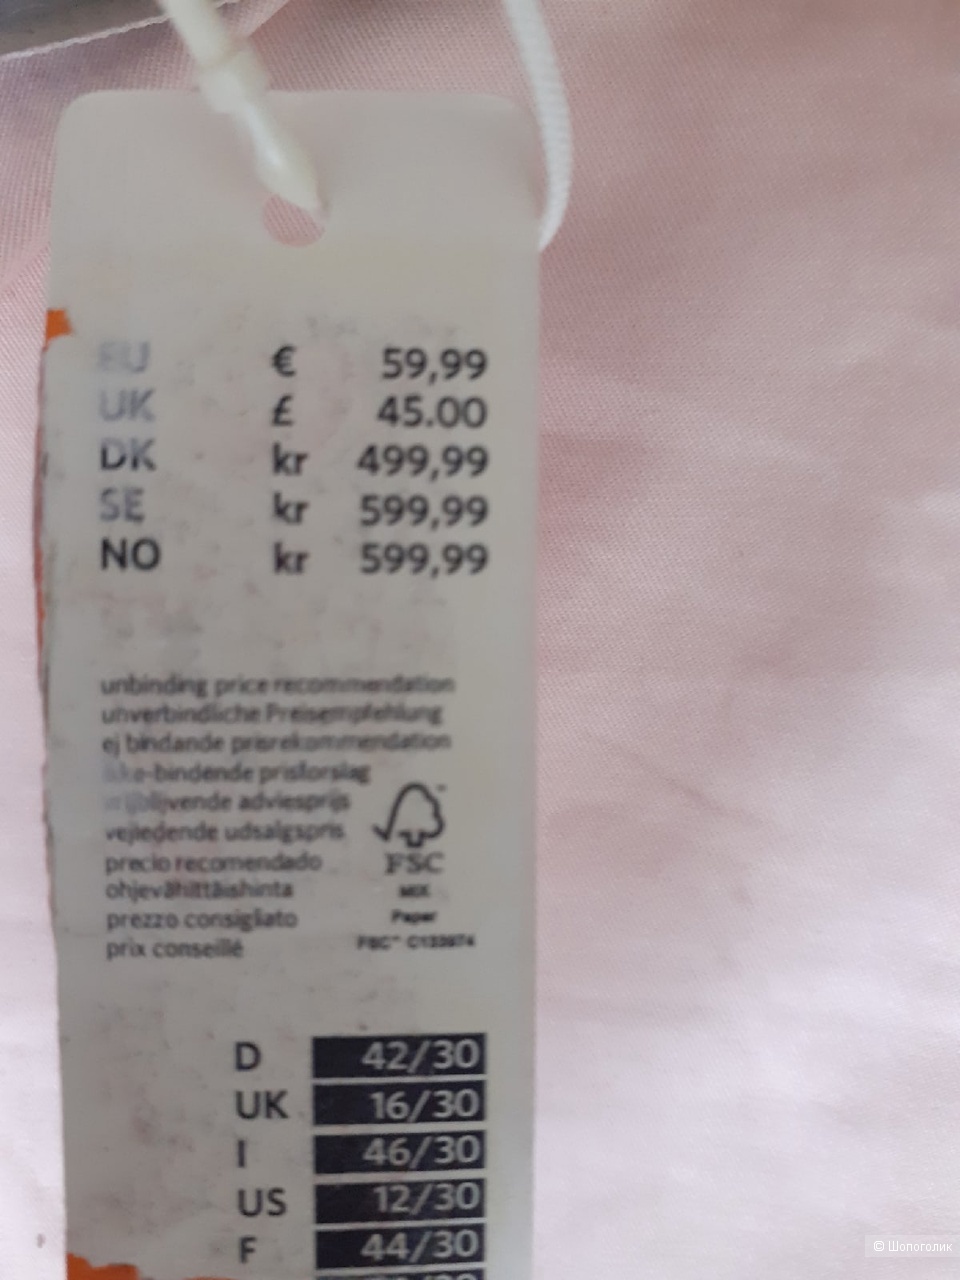 EU € 59,99
UK £ 45.00
DK kr 499,99
SE kr 599,99
NO kr 599,99
unbinding price recommendation
unverbindliche Preisempfehlung
ej bindande prisrekommendation
ikke-bindende prisforslag
vrijblijvende adviesprijs
vejledende udsalgspris
precio recomendado
ohjevähittäishinta
prezzo consigliato
prix conseillé
FSC
MIX
Paper
FSC™
D 42/30
UK 16/30
I 46/30
US 12/30
F 44/30
© Шопоголик